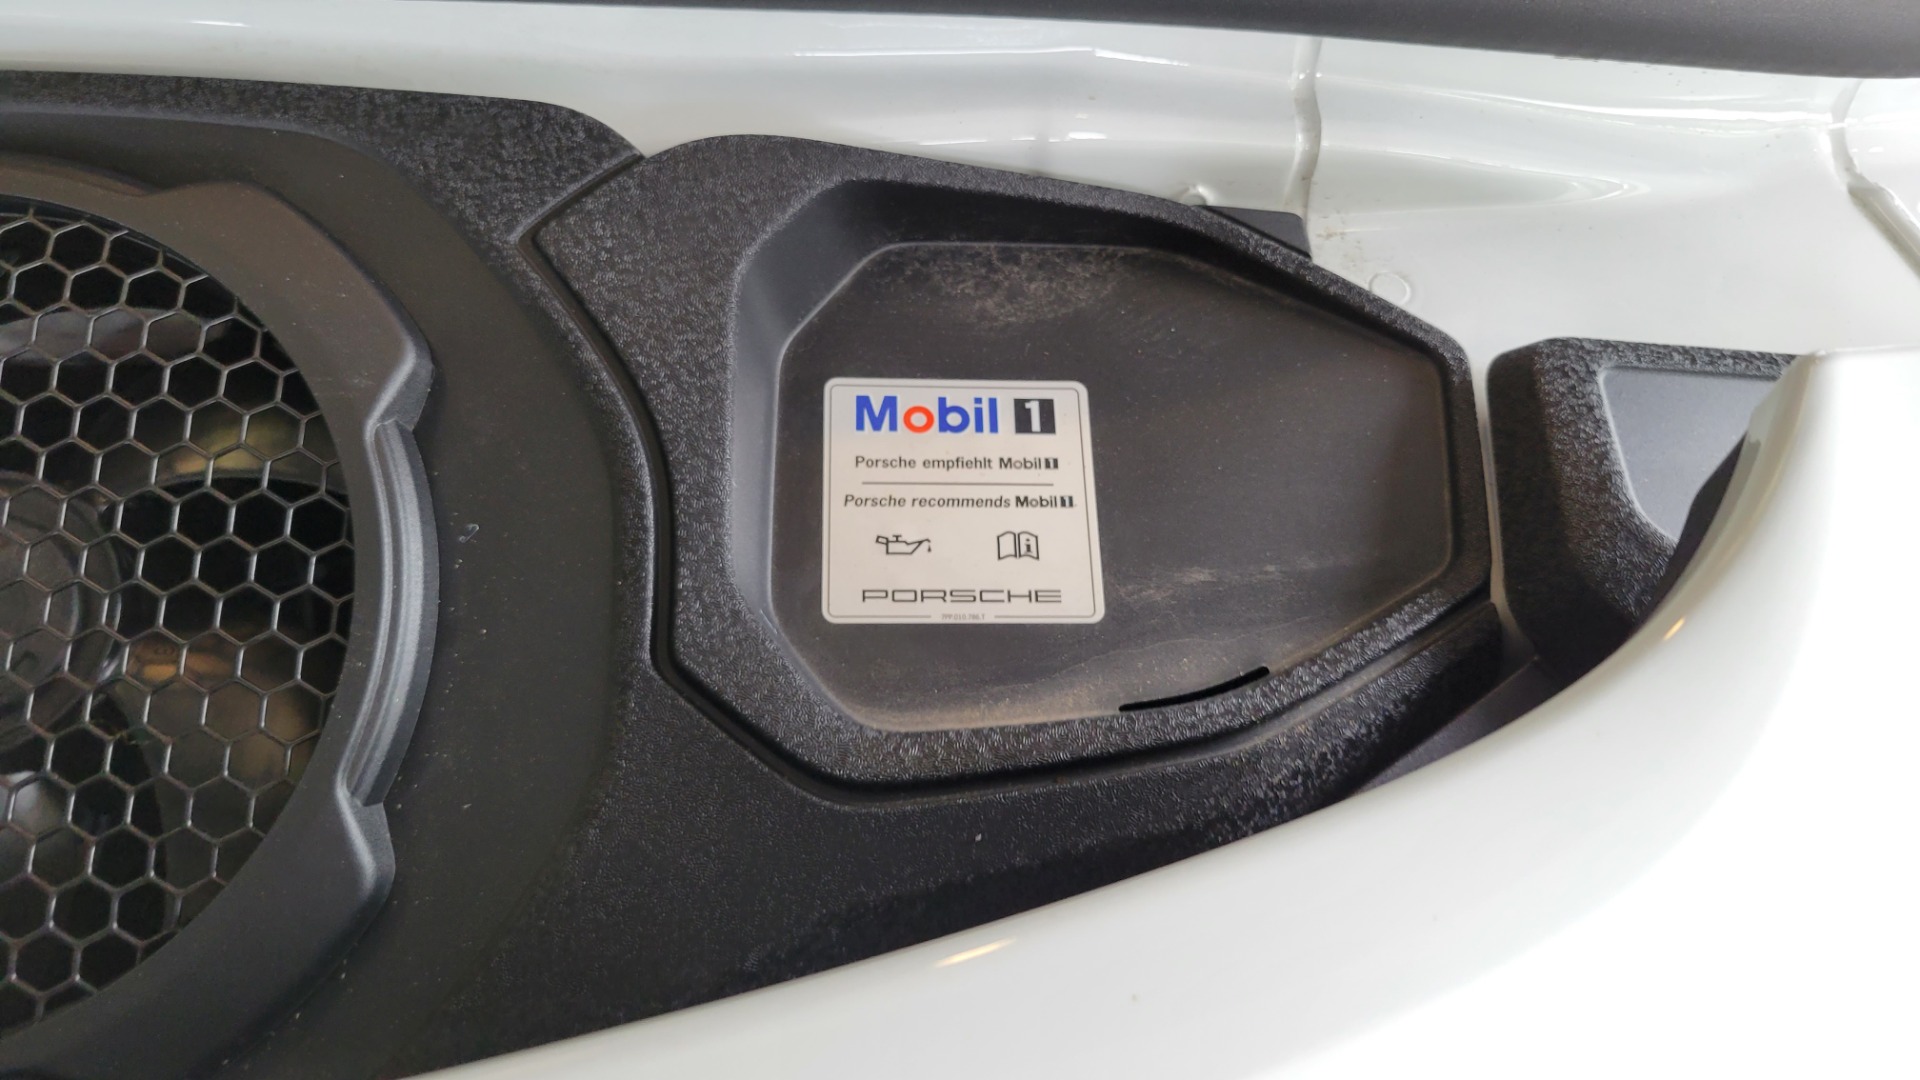 Mobil 1
Porsche empfiehlt Mobil 1
Porsche recommends Mobil 1
PORSCHE